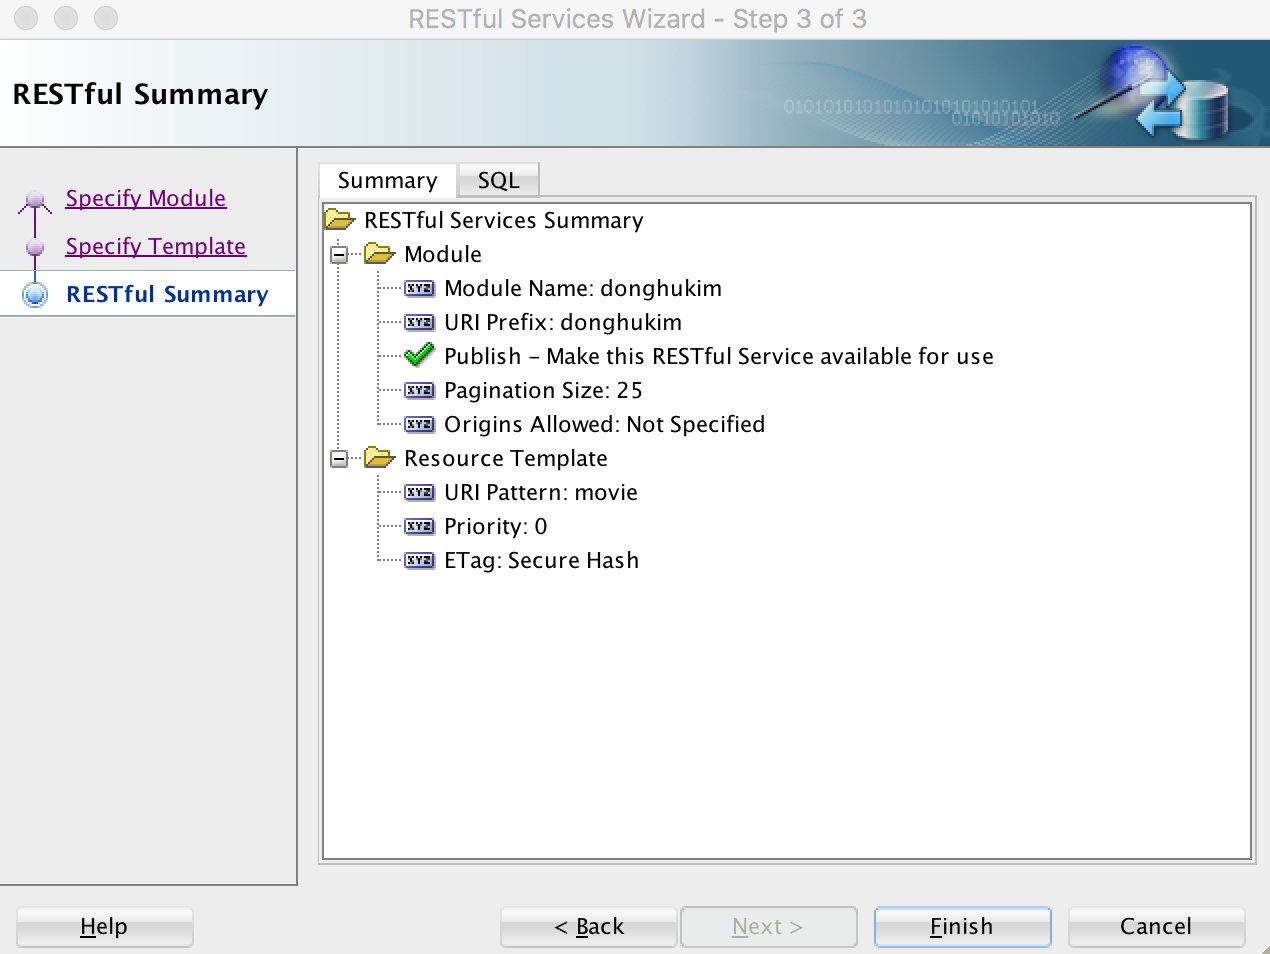 RESTful Services Wizard - Step 3 of 3
RESTful Summary
01010101010101010101010101
01010101010
Specify Module
Specify Template
RESTful Summary
Summary
SQL
RESTful Services Summary
Module
XYZ Module Name: donghukim
XYZ URI Prefix: donghukim
Publish – Make this RESTful Service available for use
XYZ Pagination Size: 25
XYZ Origins Allowed: Not Specified
Resource Template
XYZ URI Pattern: movie
XYZ Priority: 0
XYZ ETag: Secure Hash
Help
< Back
Next >
Finish
Cancel